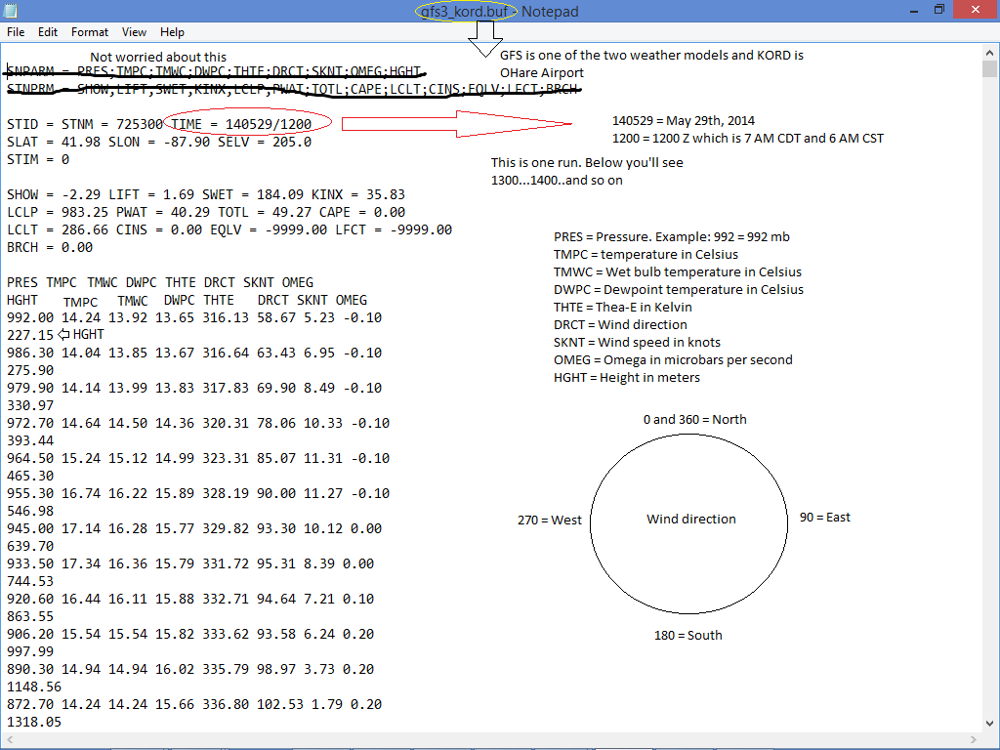 gfs3_kord.buf - Notepad
File Edit Format View Help
Not worried about this
SNPARM = PRES;TMPC;TMWC;DWPC;THTE;DRCT;SKNT;OMEG;HGHT
STNPRM = SHOW;LIFT;SWET;KINX;LCLP;PWAT;TOTL;CAPE;LCLT;CINS;EQLV;LFCT;BRCH
GFS is one of the two weather models and KORD is
OHare Airport
STID = STNM = 725300 TIME = 140529/1200
SLAT = 41.98 SLON = -87.90 SELV = 205.0
STIM = 0
140529 = May 29th, 2014
1200 = 1200 Z which is 7 AM CDT and 6 AM CST
This is one run. Below you'll see
1300...1400..and so on
SHOW = -2.29 LIFT = 1.69 SWET = 184.09 KINX = 35.83
LCLP = 983.25 PWAT = 40.29 TOTL = 49.27 CAPE = 0.00
LCLT = 286.66 CINS = 0.00 EQLV = -9999.00 LFCT = -9999.00
BRCH = 0.00
PRES TMPC TMWC DWPC THTE DRCT SKNT OMEG
HGHT TMPC TMWC DWPC THTE DRCT SKNT OMEG
992.00 14.24 13.92 13.65 316.13 58.67 5.23 -0.10
227.15 HGHT
986.30 14.04 13.85 13.67 316.64 63.43 6.95 -0.10
275.90
979.90 14.14 13.99 13.83 317.83 69.90 8.49 -0.10
330.97
972.70 14.64 14.50 14.36 320.31 78.06 10.33 -0.10
393.44
964.50 15.24 15.12 14.99 323.31 85.07 11.31 -0.10
465.30
955.30 16.74 16.22 15.89 328.19 90.00 11.27 -0.10
546.98
945.00 17.14 16.28 15.77 329.82 93.30 10.12 0.00
639.70
933.50 17.34 16.36 15.79 331.72 95.31 8.39 0.00
744.53
920.60 16.44 16.11 15.88 332.71 94.64 7.21 0.10
863.55
906.20 15.54 15.54 15.82 333.62 93.58 6.24 0.20
997.99
890.30 14.94 14.94 16.02 335.79 98.97 3.73 0.20
1148.56
872.70 14.24 14.24 15.66 336.80 102.53 1.79 0.20
1318.05
PRES = Pressure. Example: 992 = 992 mb
TMPC = temperature in Celsius
TMWC = Wet bulb temperature in Celsius
DWPC = Dewpoint temperature in Celsius
THTE = Thea-E in Kelvin
DRCT = Wind direction
SKNT = Wind speed in knots
OMEG = Omega in microbars per second
HGHT = Height in meters
0 and 360 = North
270 = West
Wind direction
90 = East
180 = South